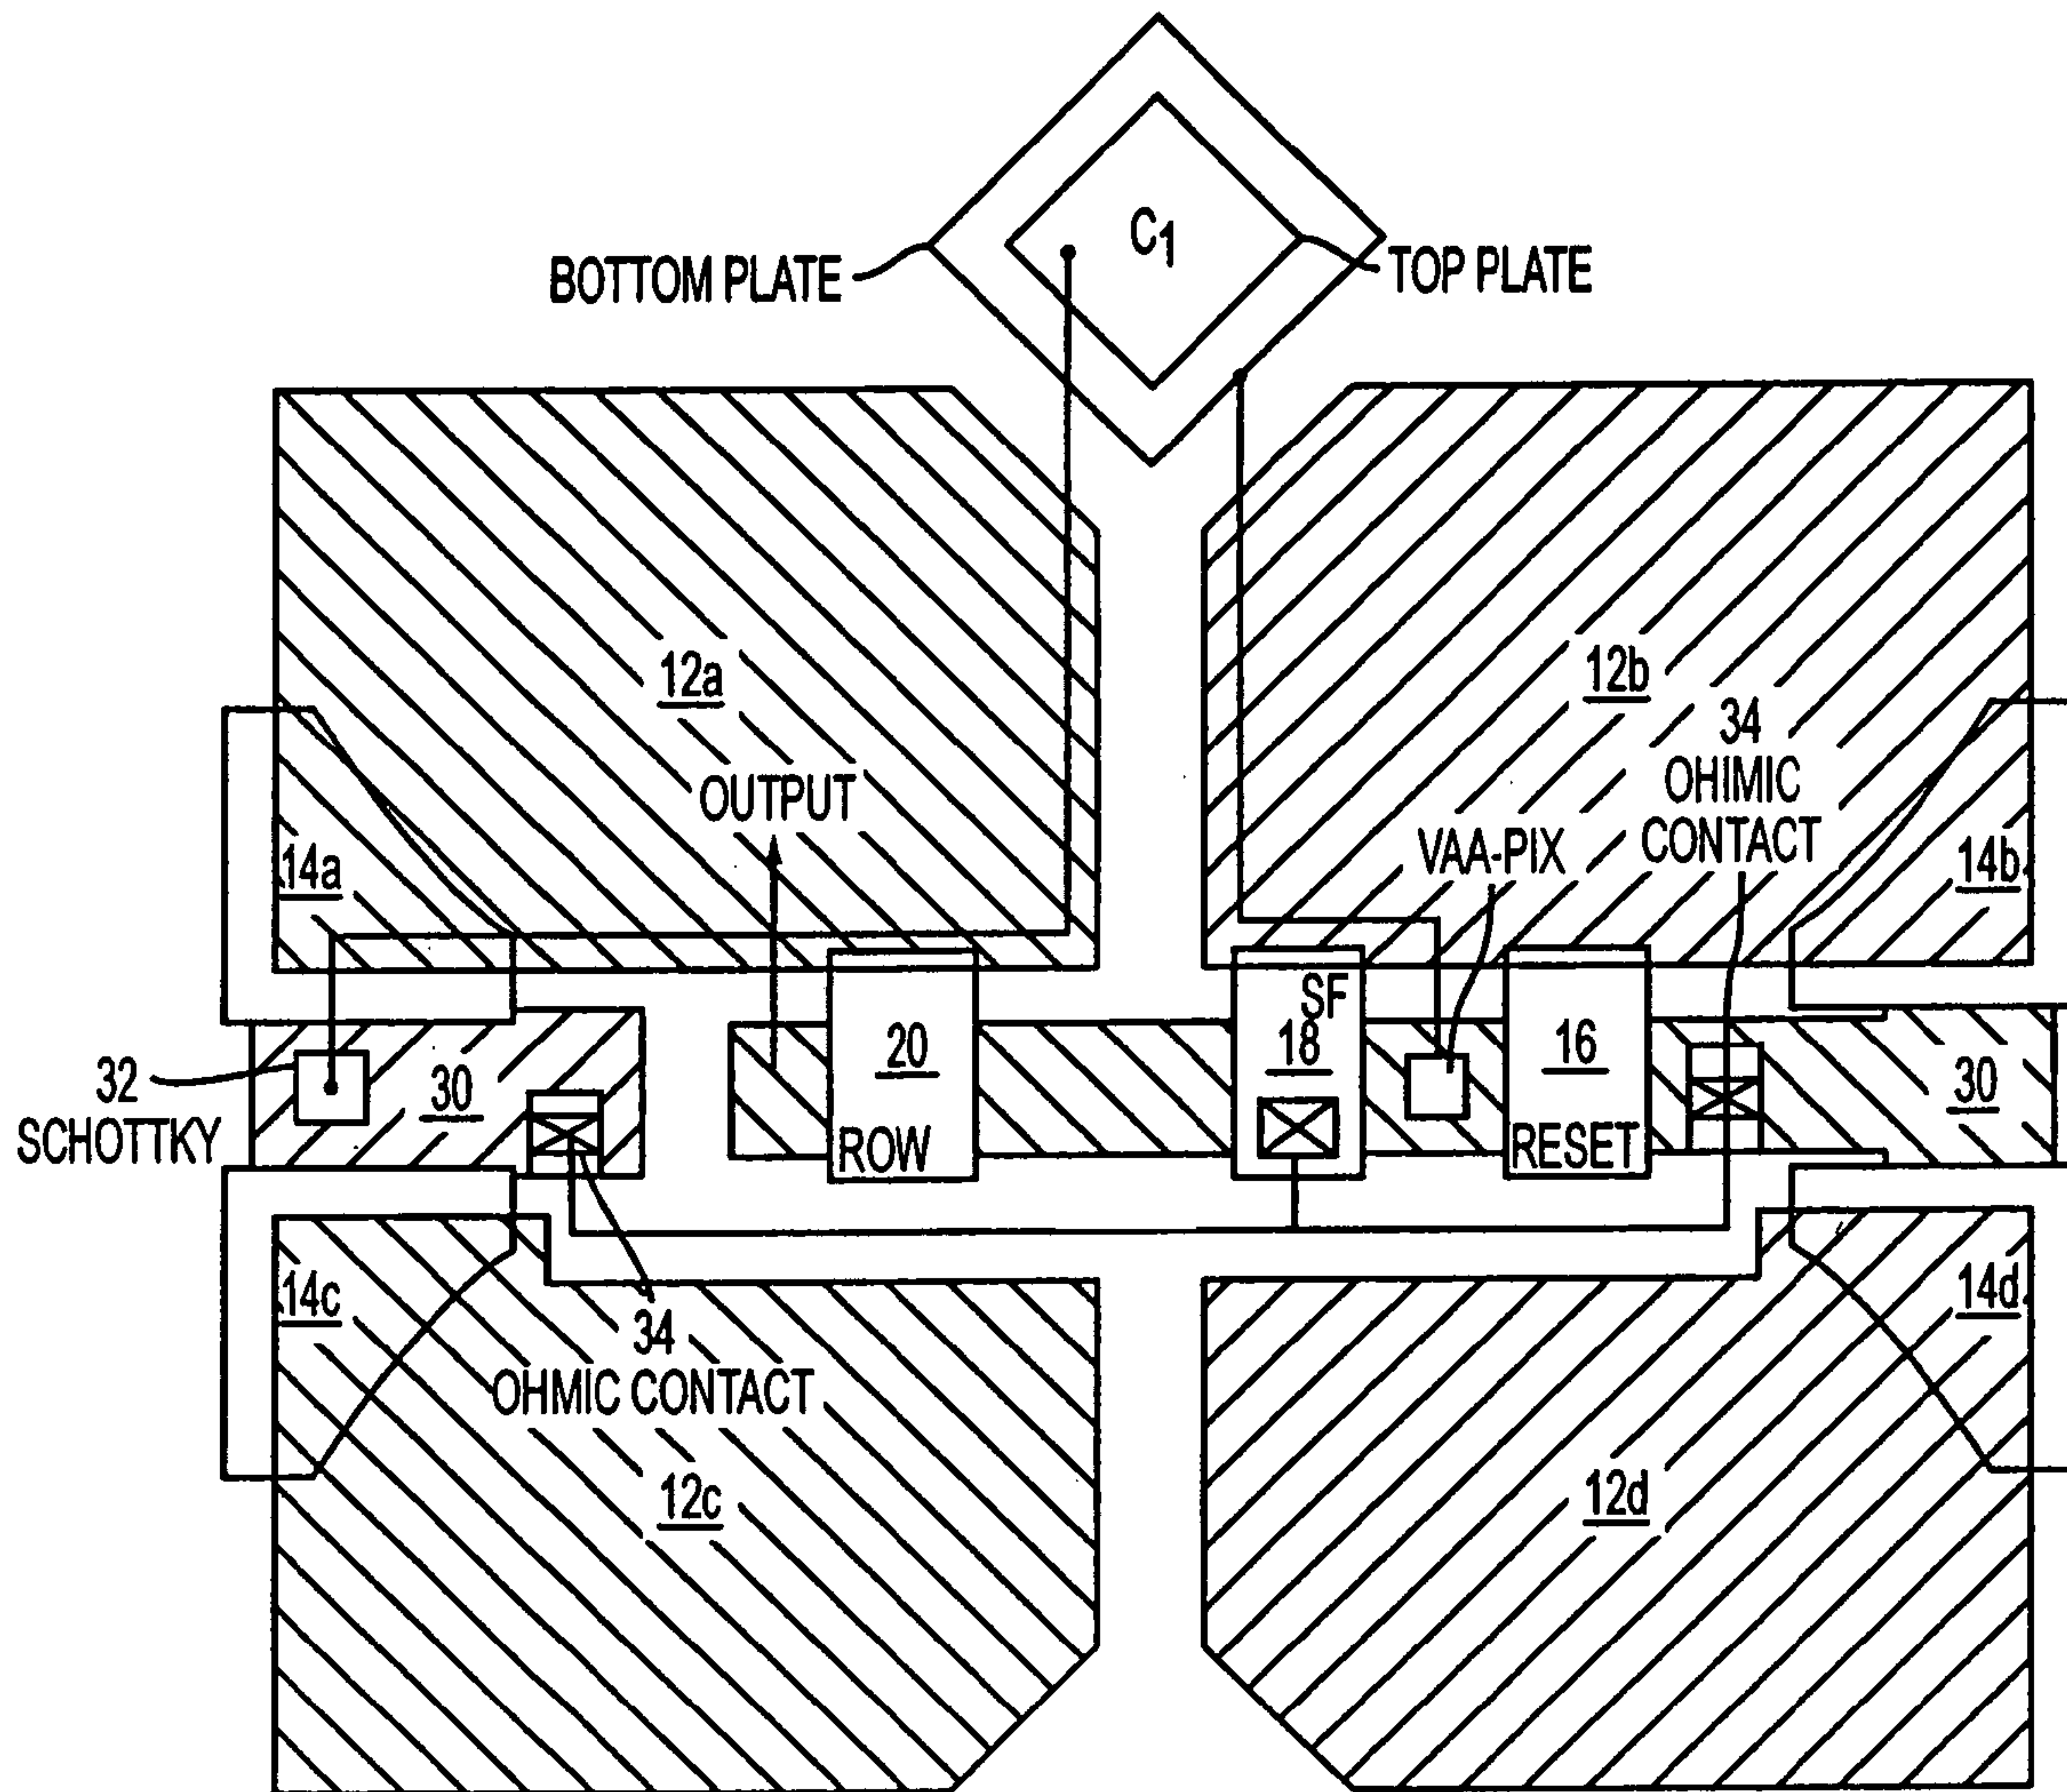 C1
BOTTOM PLATE
TOP PLATE
12a
12b
34
OHIMIC
CONTACT
OUTPUT
VAA-PIX
14a
14b
SF
18
20
16
32
SCHOTTKY
30
30
ROW
RESET
14c
14d
34
OHMIC CONTACT
12c
12d